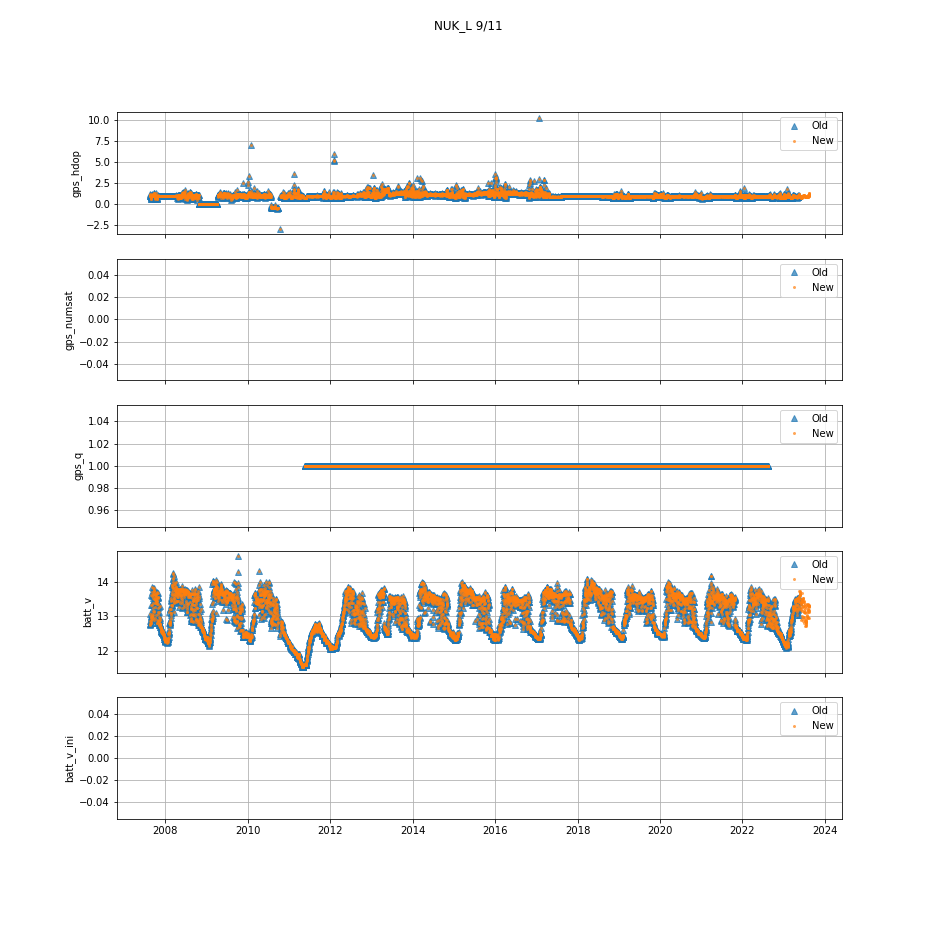 NUK_L 9/11
10.0
7.5
5.0
2.5
0.0
−2.5
gps_hdop
Old
New
0.04
0.02
0.00
−0.02
−0.04
gps_numsat
Old
New
1.04
1.02
1.00
0.98
0.96
gps_q
Old
New
14
13
12
batt_v
Old
New
0.04
0.02
0.00
−0.02
−0.04
batt_v_ini
Old
New
2008 2010 2012 2014 2016 2018 2020 2022 2024